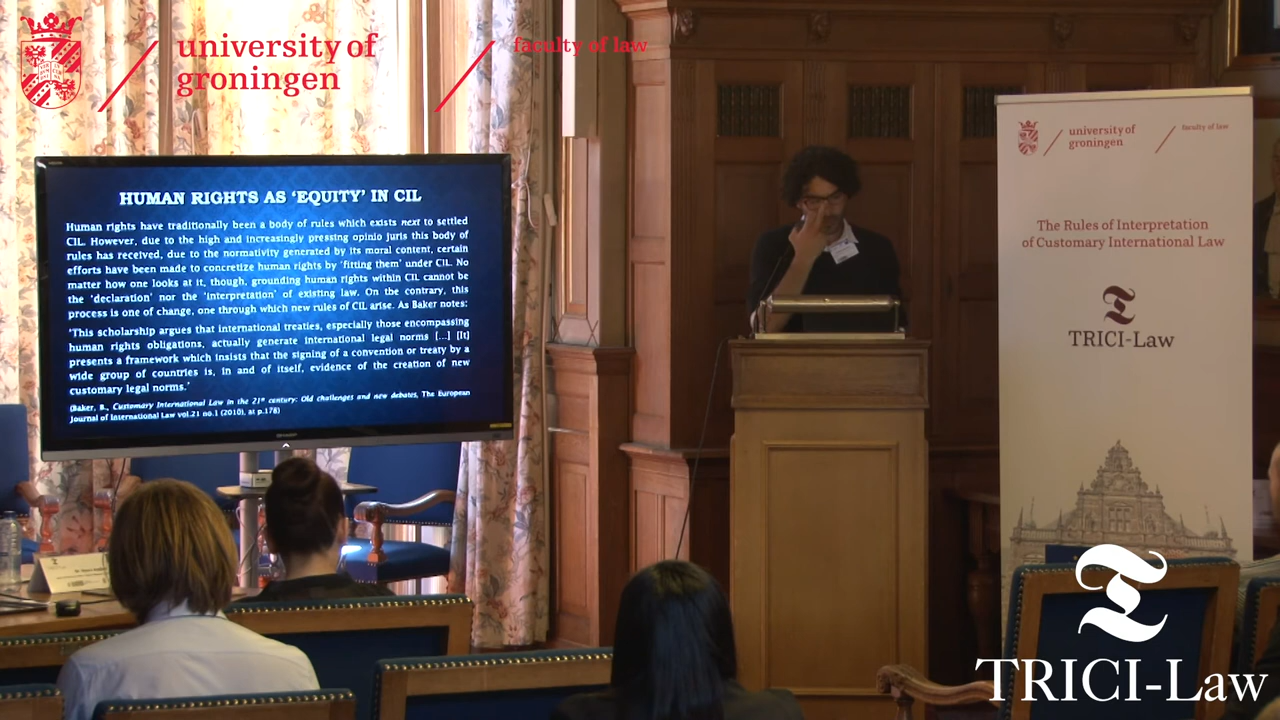 university of
groningen
faculty of law
HUMAN RIGHTS AS ‘EQUITY’ IN CIL
Human rights have traditionally been a body of rules which exists next to settled
CIL. However, due to the high and increasingly pressing opinio juris this body of
rules has received, due to the normativity generated by its moral content, certain
efforts have been made to concretize human rights by ‘fitting them’ under CIL. No
matter how one looks at it, though, grounding human rights within CIL cannot be
the ‘declaration’ nor the ‘interpretation’ of existing law. On the contrary, this
process is one of change, one through which new rules of CIL arise. As Baker notes:
‘This scholarship argues that international treaties, especially those encompassing
human rights obligations, actually generate international legal norms [...] [It]
presents a framework which insists that the signing of a convention or treaty by a
wide group of countries is, in and of itself, evidence of the creation of new
customary legal norms.’
(Baker, B., Customary International Law in the 21st century: Old challenges and new debates, The European
Journal of International Law vol.21 no.1 (2010), at p.178)
SHARP
university of
groningen
faculty of law
The Rules of Interpretation
of Customary International Law
TRICI-Law
TRICI-Law